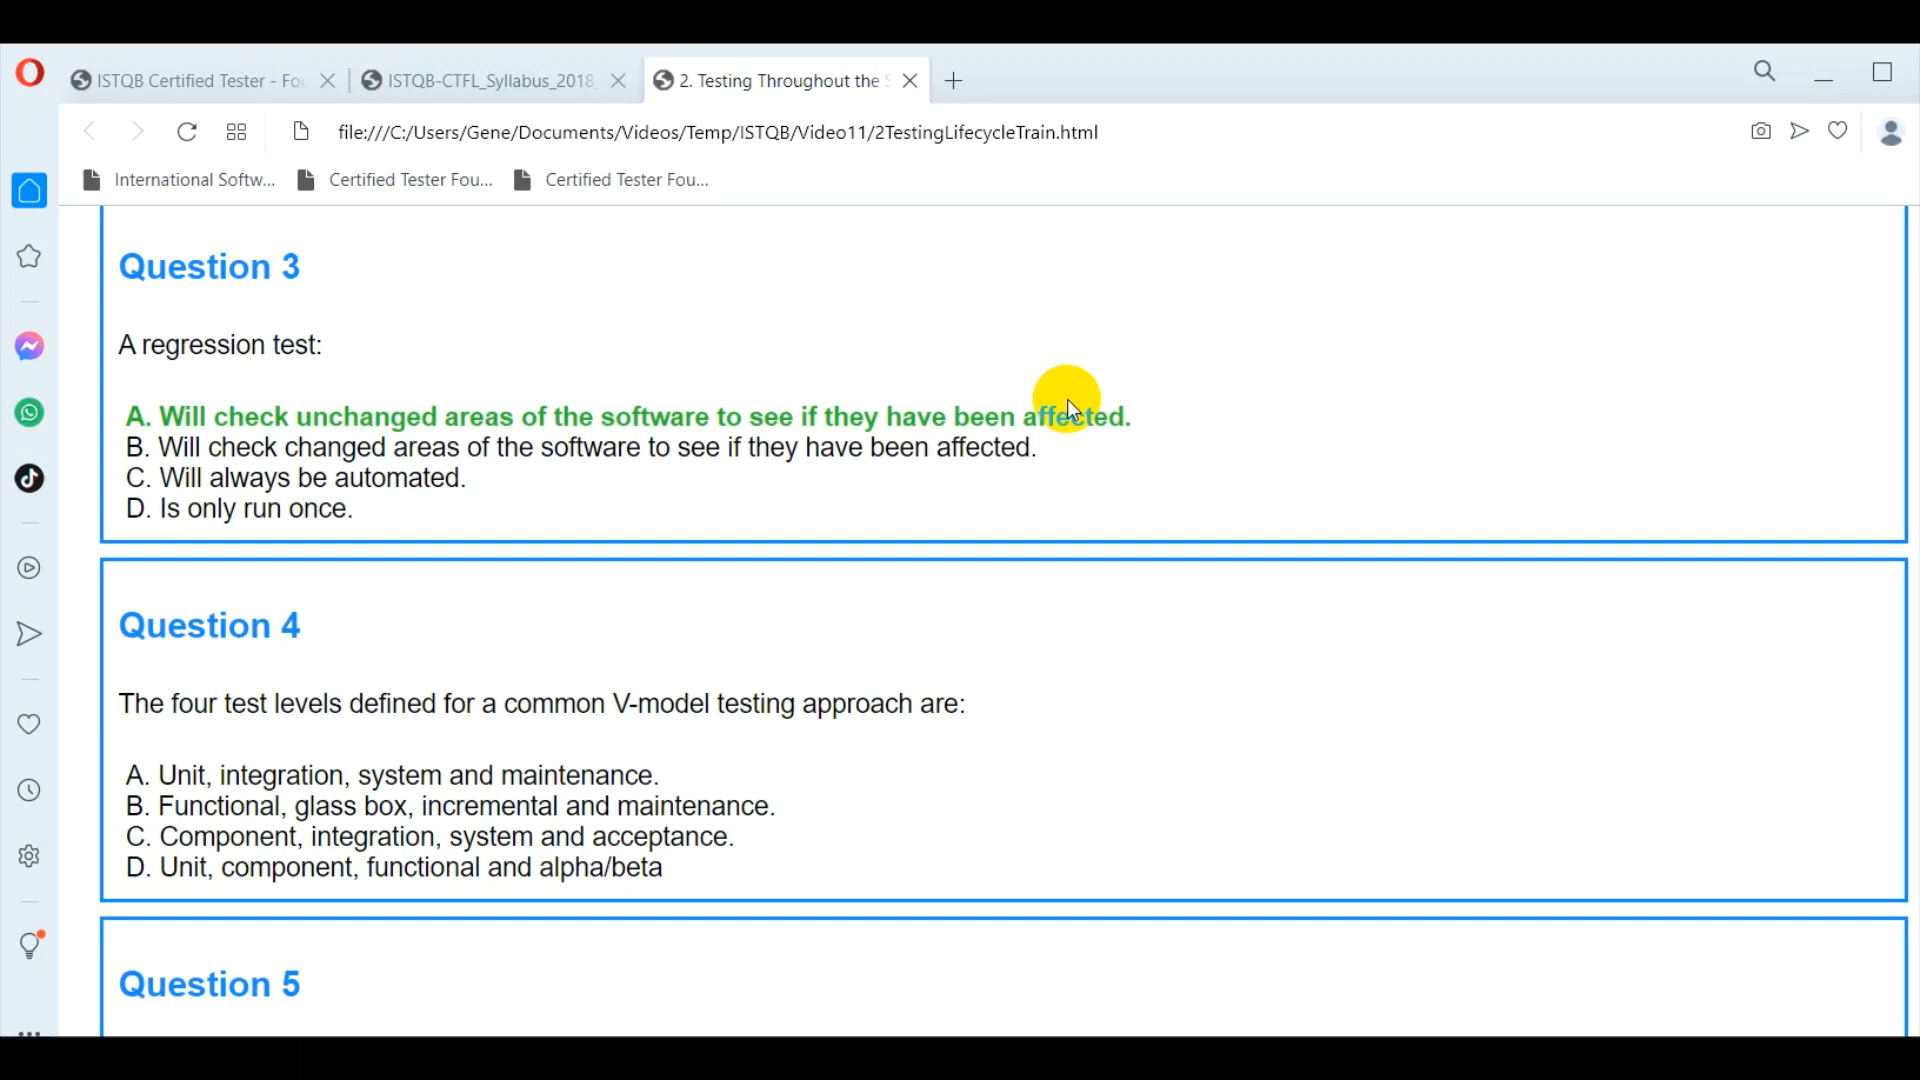 ISTQB Certified Tester - Fou
ISTQB-CTFL_Syllabus_2018_
2. Testing Throughout the S
file:///C:/Users/Gene/Documents/Videos/Temp/ISTQB/Video11/2TestingLifecycleTrain.html
International Softw...
Certified Tester Fou...
Certified Tester Fou...
Question 3
A regression test:
A. Will check unchanged areas of the software to see if they have been affected.
B. Will check changed areas of the software to see if they have been affected.
C. Will always be automated.
D. Is only run once.
Question 4
The four test levels defined for a common V-model testing approach are:
A. Unit, integration, system and maintenance.
B. Functional, glass box, incremental and maintenance.
C. Component, integration, system and acceptance.
D. Unit, component, functional and alpha/beta
Question 5